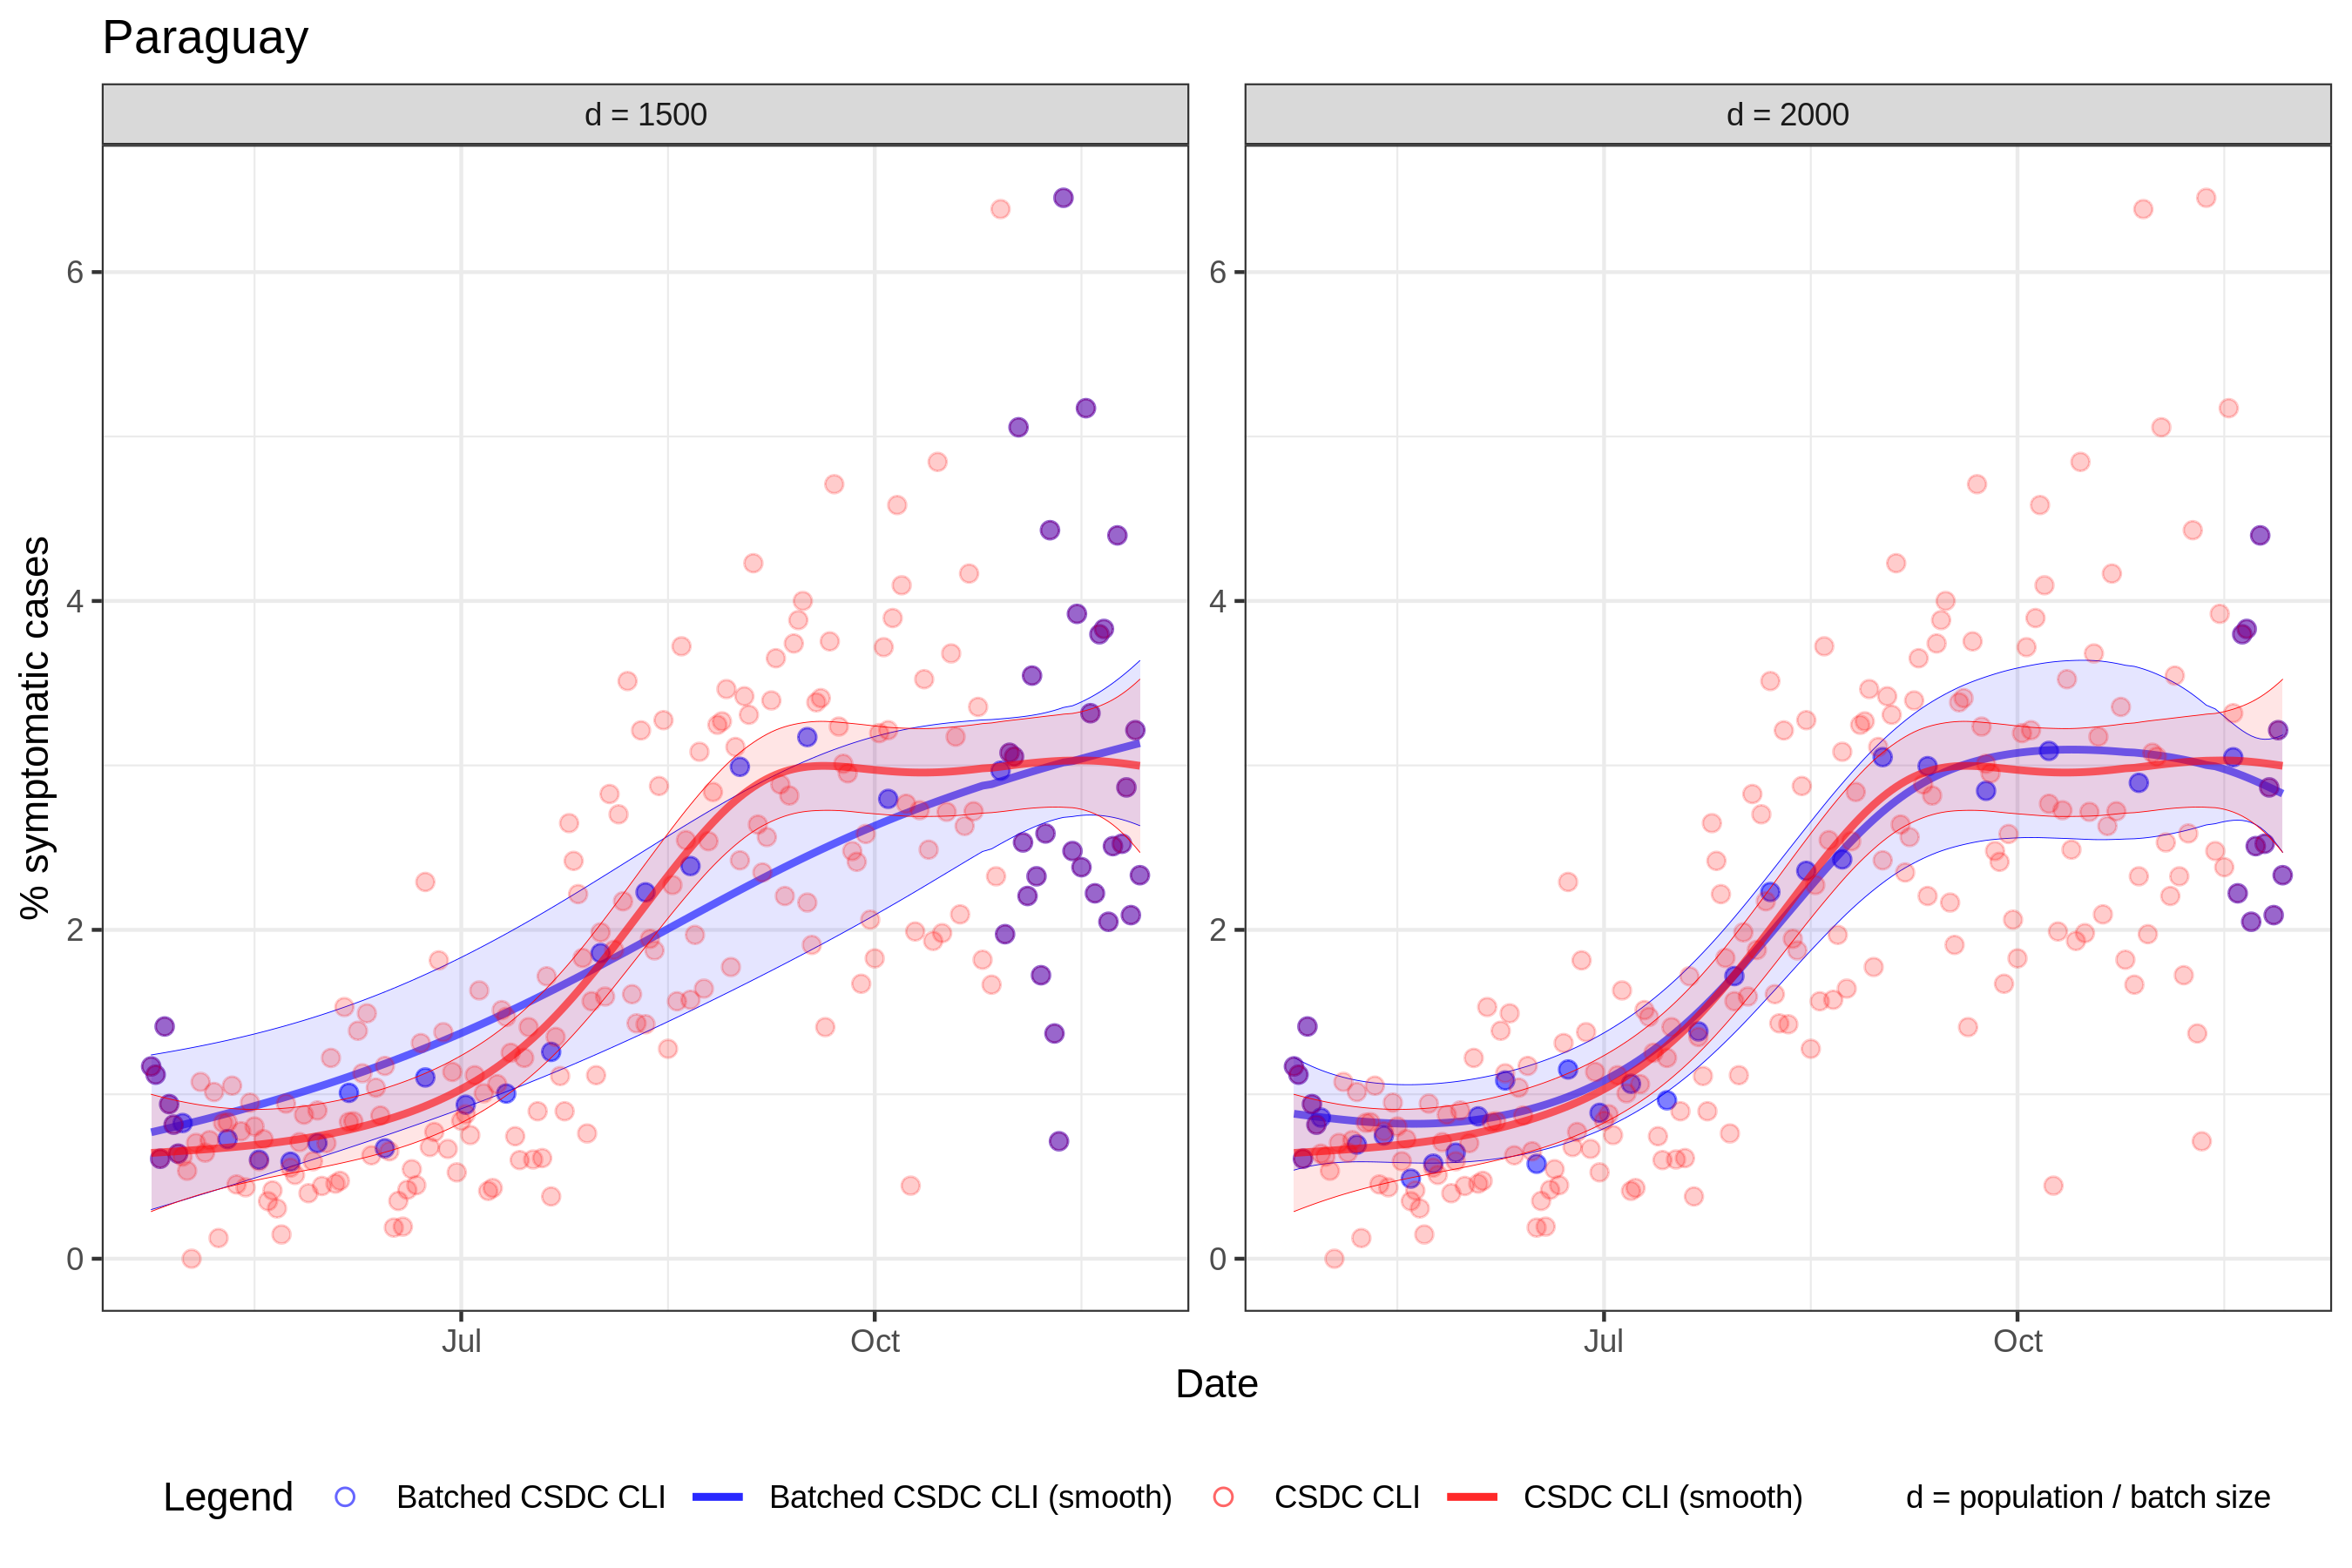 Paraguay
d = 1500
d = 2000
% symptomatic cases
6
4
2
0
6
4
2
0
Jul
Oct
Jul
Oct
Date
Legend
Batched CSDC CLI
Batched CSDC CLI (smooth)
CSDC CLI
CSDC CLI (smooth)
d = population / batch size